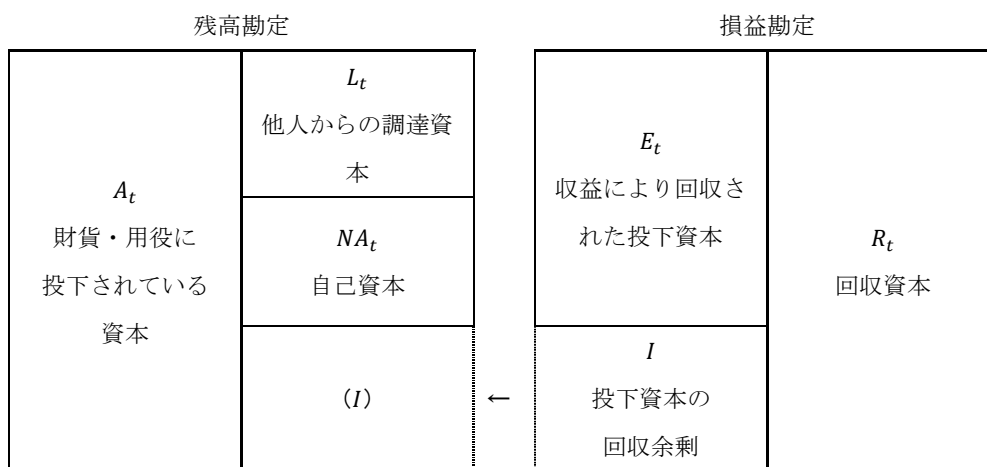 残高勘定
損益勘定
A_t
財貨・用役に
投下されている
資本
L_t
他人からの調達資
本
NA_t
自己資本
(I)
←
E_t
収益により回収さ
れた投下資本
I
投下資本の
回収余剰
R_t
回収資本